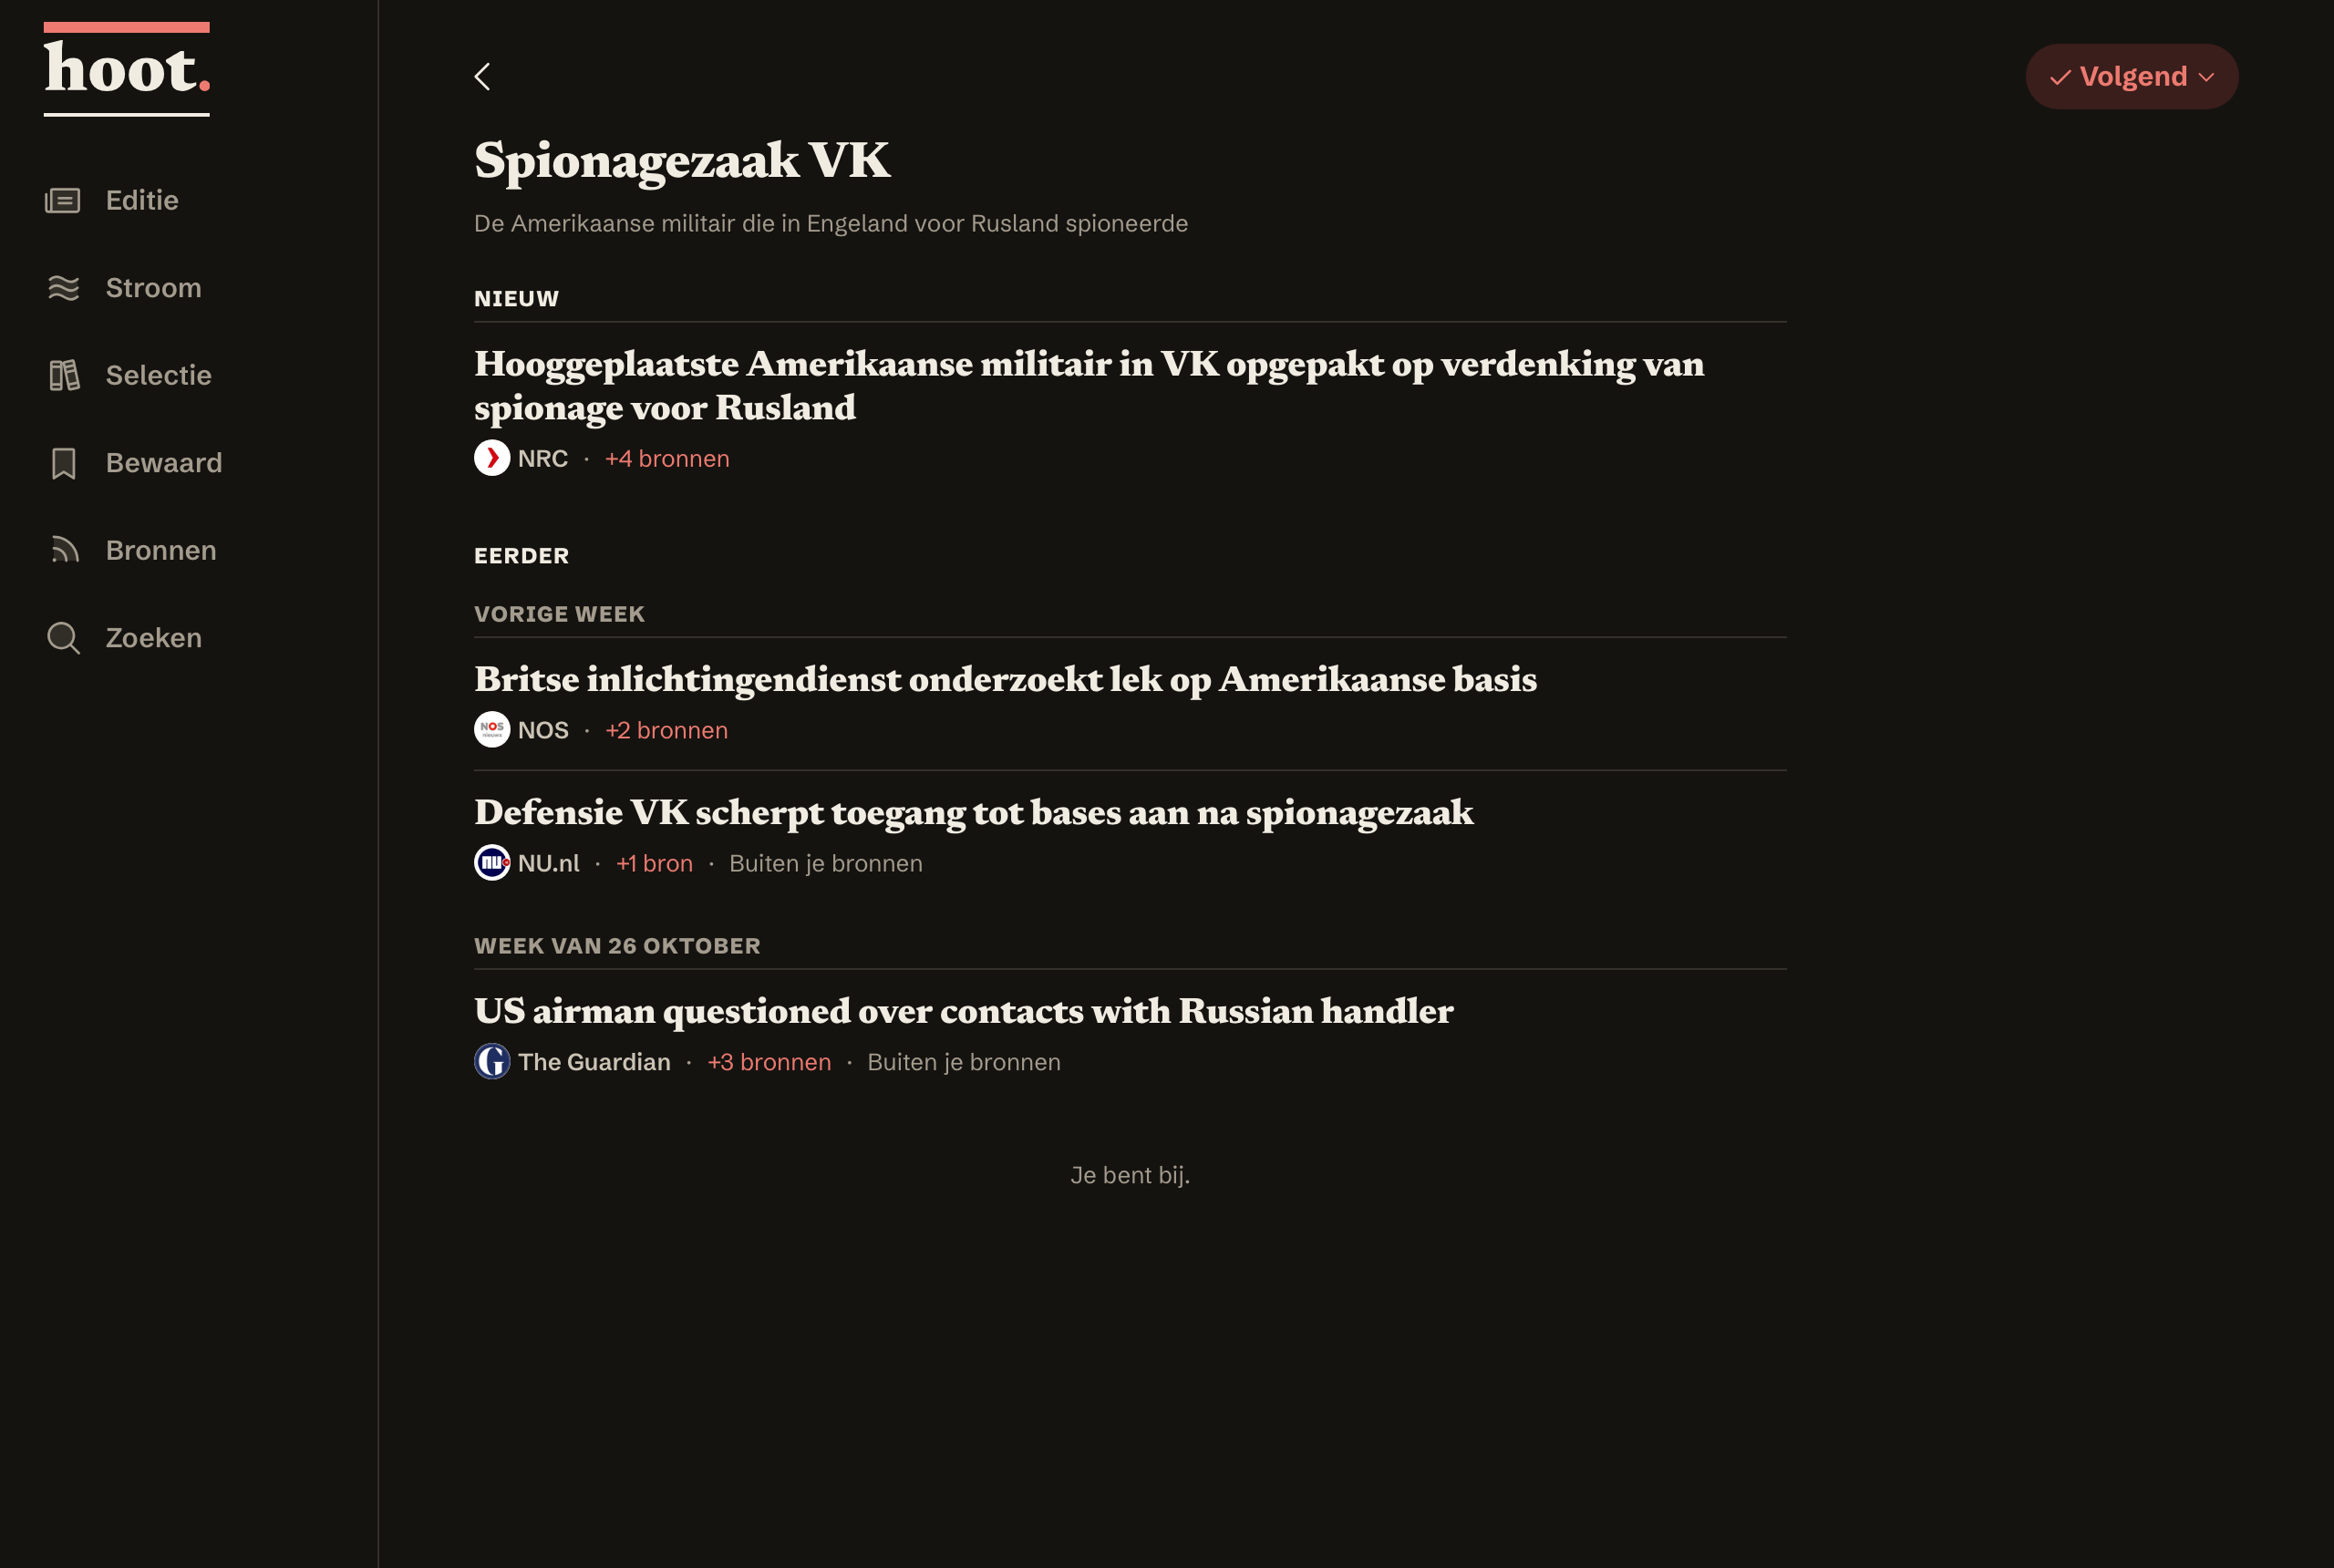 hoot.
Volgend
Editie
Stroom
Selectie
Bewaard
Bronnen
Zoeken
Spionagezaak VK
De Amerikaanse militair die in Engeland voor Rusland spioneerde
NIEUW
Hooggeplaatste Amerikaanse militair in VK opgepakt op verdenking van
spionage voor Rusland
NRC · +4 bronnen
EERDER
VORIGE WEEK
Britse inlichtingendienst onderzoekt lek op Amerikaanse basis
NOS nieuws NOS · +2 bronnen
Defensie VK scherpt toegang tot bases aan na spionagezaak
nu NU.nl · +1 bron · Buiten je bronnen
WEEK VAN 26 OKTOBER
US airman questioned over contacts with Russian handler
G The Guardian · +3 bronnen · Buiten je bronnen
Je bent bij.